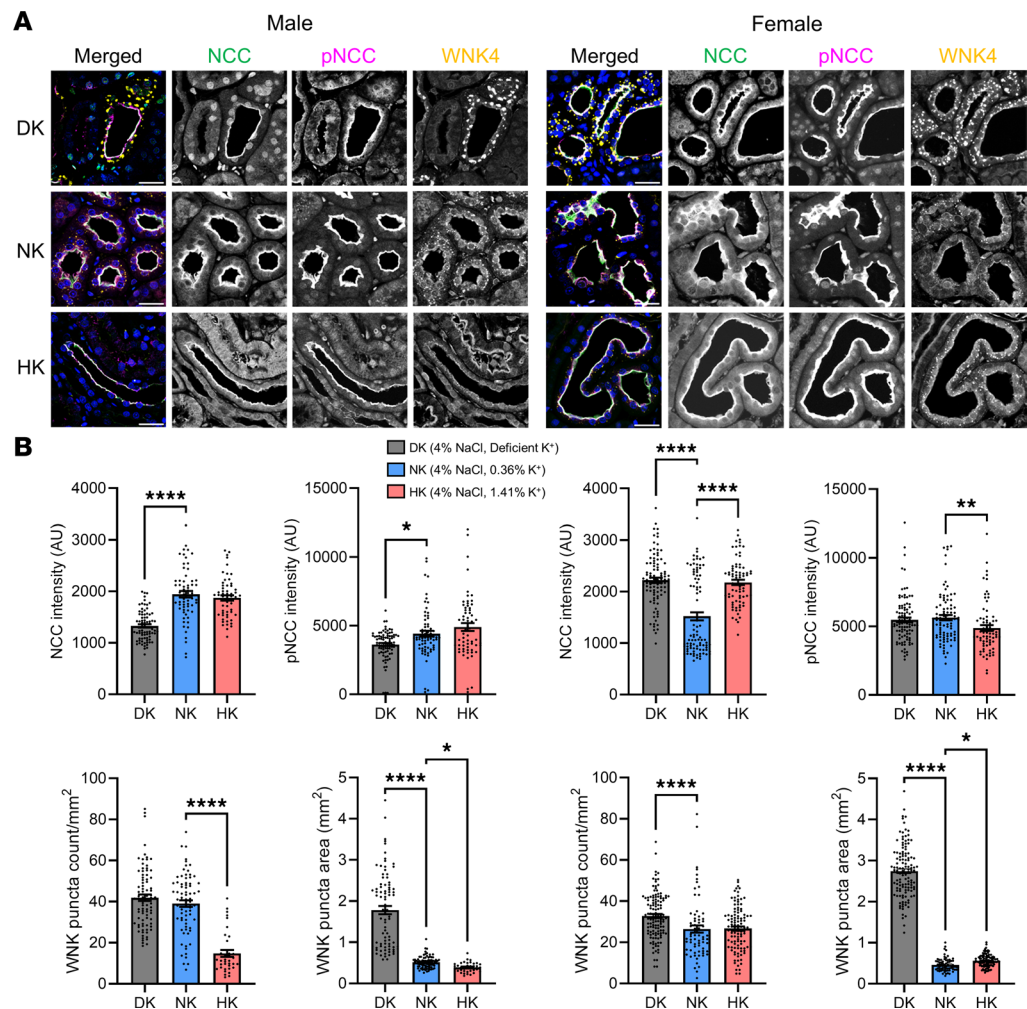 A
Male
Female
Merged NCC pNCC WNK4
Merged NCC pNCC WNK4
DK
NK
HK
B
DK (4% NaCl, Deficient K⁺)
NK (4% NaCl, 0.36% K⁺)
HK (4% NaCl, 1.41% K⁺)
NCC intensity (AU)
4000
3000
2000
1000
0
****
DK NK HK
pNCC intensity (AU)
15000
10000
5000
0
*
DK NK HK
NCC intensity (AU)
4000
3000
2000
1000
0
****
****
DK NK HK
pNCC intensity (AU)
15000
10000
5000
0
**
DK NK HK
WNK puncta count/mm²
100
80
60
40
20
0
****
DK NK HK
WNK puncta area (mm²)
5
4
3
2
1
0
****
*
DK NK HK
WNK puncta count/mm²
100
80
60
40
20
0
****
DK NK HK
WNK puncta area (mm²)
5
4
3
2
1
0
****
*
DK NK HK